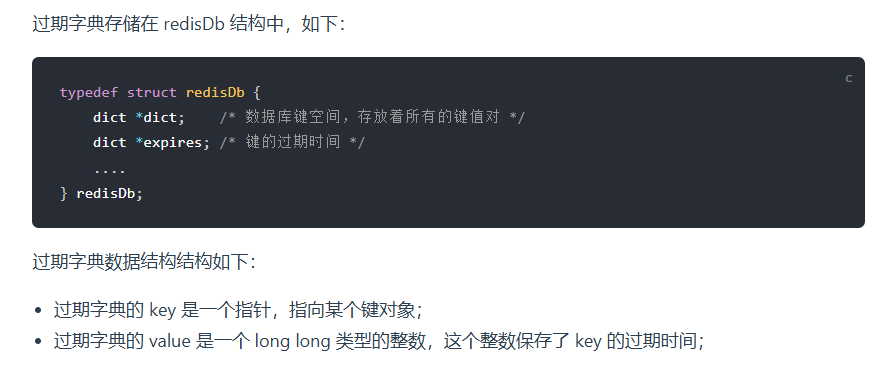 过期字典存储在 redisDb 结构中，如下：
c
typedef struct redisDb {
    dict *dict;    /* 数据库键空间，存放着所有的键值对 */
    dict *expires; /* 键的过期时间 */
    ....
} redisDb;
过期字典数据结构结构如下：
• 过期字典的 key 是一个指针，指向某个键对象；
• 过期字典的 value 是一个 long long 类型的整数，这个整数保存了 key 的过期时间；